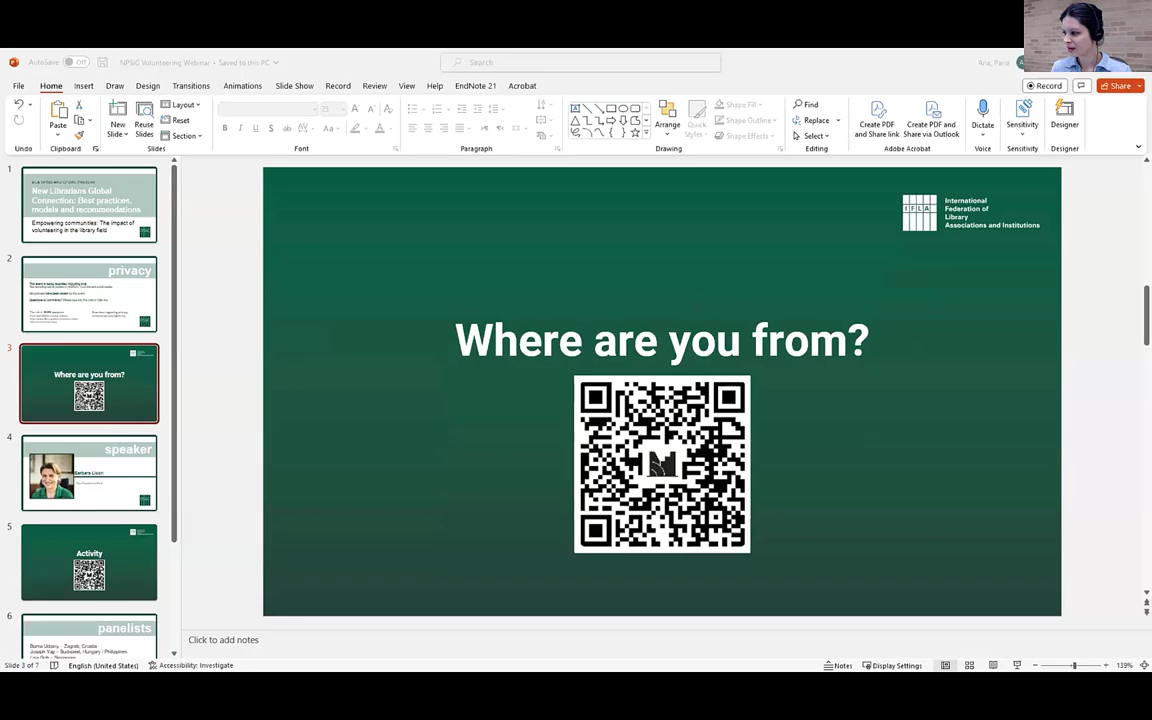 AutoSave
Off
NPSIG Volunteering Webinar • Saved to this PC
Search
File
Home
Insert
Draw
Design
Transitions
Animations
Slide Show
Record
Review
View
Help
EndNote 21
Acrobat
Record
Share
Paste
New
Slide
Reuse
Slides
Layout
Reset
Section
Arrange
Quick
Styles
Shape Fill
Shape Outline
Shape Effects
Find
Replace
Select
Create PDF
and Share link
Create PDF and
Share via Outlook
Dictate
Sensitivity
Designer
Undo
Clipboard
Slides
Font
Paragraph
Drawing
Editing
Adobe Acrobat
Voice
Sensitivity
Designer
1
New Librarians Global
Connection: Best practices,
models and recommendations
Empowering communities: The impact of
volunteering in the library field
2
privacy
3
Where are you from?
4
speaker
5
Activity
6
panelists
IFLA
International
Federation of
Library
Associations and Institutions
Where are you from?
Click to add notes
Slide 3 of 7
English (United States)
Accessibility: Investigate
Notes
Display Settings
139%